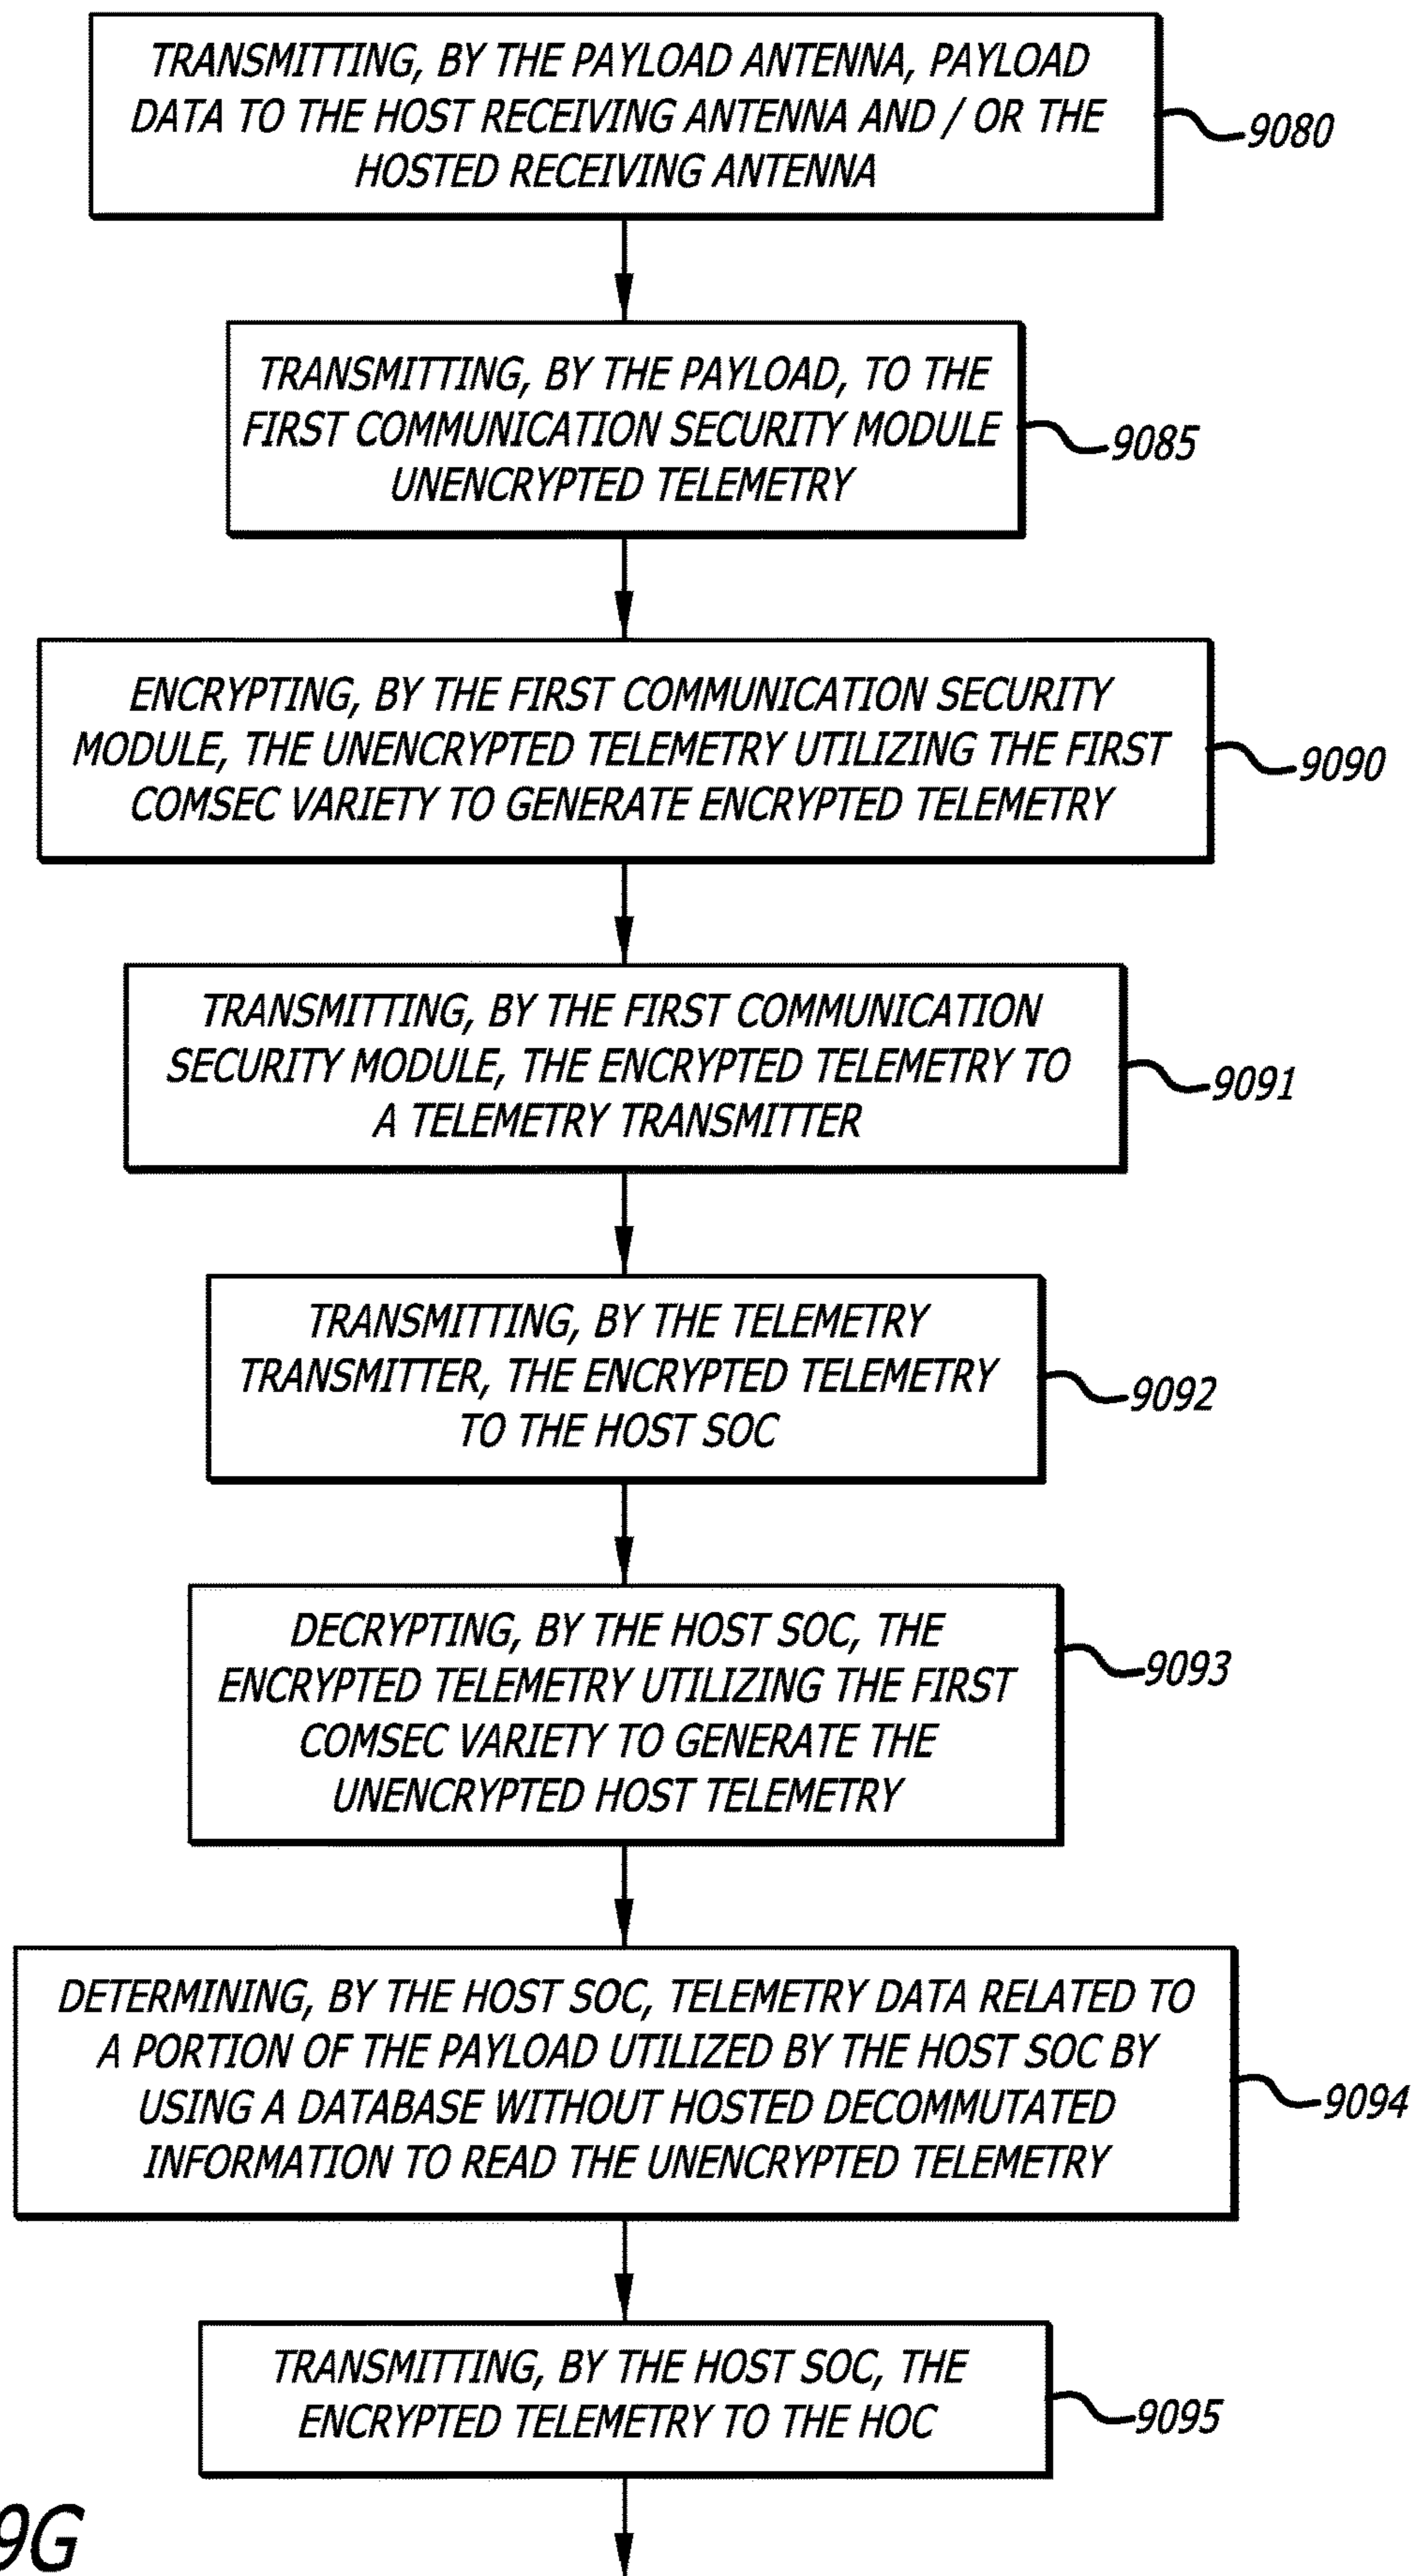 TRANSMITTING, BY THE PAYLOAD ANTENNA, PAYLOAD
DATA TO THE HOST RECEIVING ANTENNA AND / OR THE
HOSTED RECEIVING ANTENNA
9080
TRANSMITTING, BY THE PAYLOAD, TO THE
FIRST COMMUNICATION SECURITY MODULE
UNENCRYPTED TELEMETRY
9085
ENCRYPTING, BY THE FIRST COMMUNICATION SECURITY
MODULE, THE UNENCRYPTED TELEMETRY UTILIZING THE FIRST
COMSEC VARIETY TO GENERATE ENCRYPTED TELEMETRY
9090
TRANSMITTING, BY THE FIRST COMMUNICATION
SECURITY MODULE, THE ENCRYPTED TELEMETRY TO
A TELEMETRY TRANSMITTER
9091
TRANSMITTING, BY THE TELEMETRY
TRANSMITTER, THE ENCRYPTED TELEMETRY
TO THE HOST SOC
9092
DECRYPTING, BY THE HOST SOC, THE
ENCRYPTED TELEMETRY UTILIZING THE FIRST
COMSEC VARIETY TO GENERATE THE
UNENCRYPTED HOST TELEMETRY
9093
DETERMINING, BY THE HOST SOC, TELEMETRY DATA RELATED TO
A PORTION OF THE PAYLOAD UTILIZED BY THE HOST SOC BY
USING A DATABASE WITHOUT HOSTED DECOMMUTATED
INFORMATION TO READ THE UNENCRYPTED TELEMETRY
9094
TRANSMITTING, BY THE HOST SOC, THE
ENCRYPTED TELEMETRY TO THE HOC
9095
9G